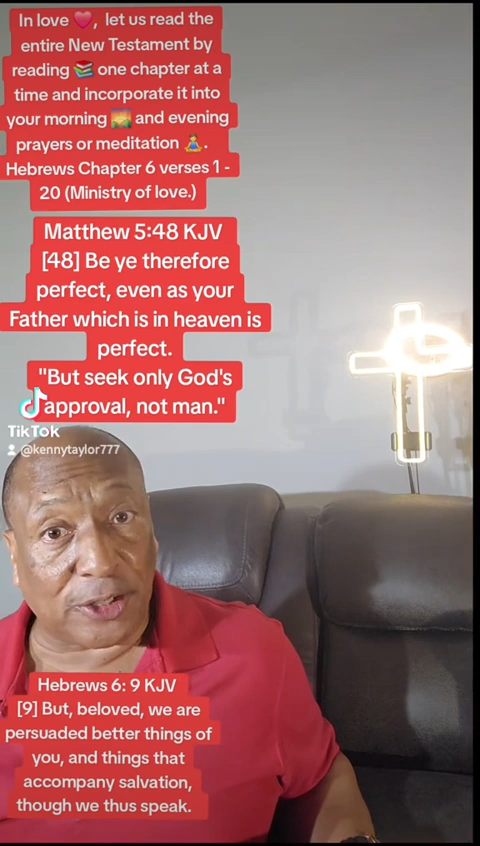 In love 💗, let us read the
entire New Testament by
reading 📚 one chapter at a
time and incorporate it into
your morning 🌅 and evening
prayers or meditation 🧘.
Hebrews Chapter 6 verses 1 -
20 (Ministry of love.)
Matthew 5:48 KJV
[48] Be ye therefore
perfect, even as your
Father which is in heaven is
perfect.
"But seek only God's
approval, not man."
TikTok
@kennytaylor777
Hebrews 6: 9 KJV
[9] But, beloved, we are
persuaded better things of
you, and things that
accompany salvation,
though we thus speak.